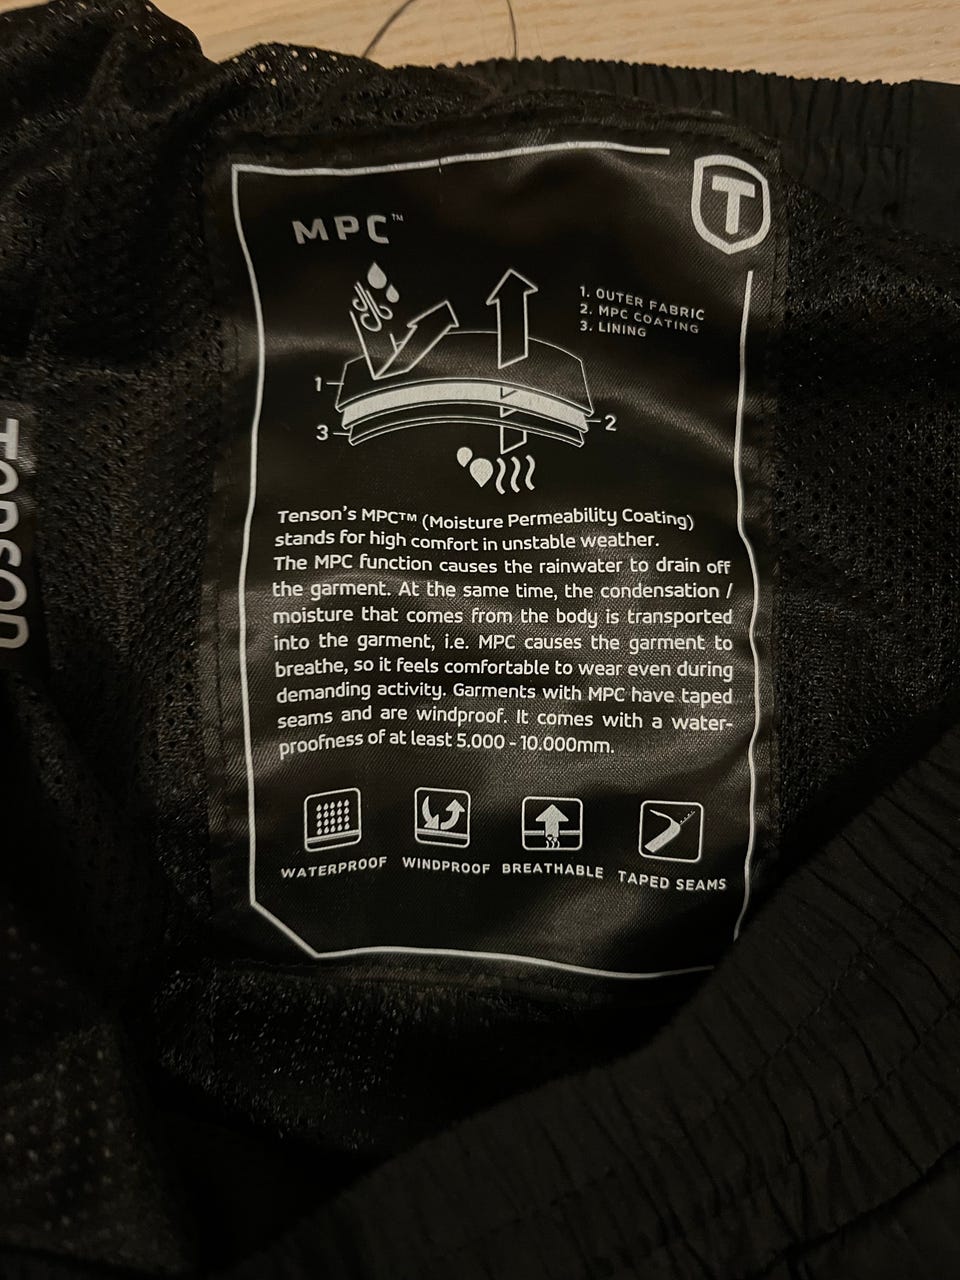 T
MPC™
1. OUTER FABRIC
2. MPC COATING
3. LINING
1
2
3
Tenson's MPC™ (Moisture Permeability Coating)
stands for high comfort in unstable weather.
The MPC function causes the rainwater to drain off
the garment. At the same time, the condensation /
moisture that comes from the body is transported
into the garment, i.e. MPC causes the garment to
breathe, so it feels comfortable to wear even during
demanding activity. Garments with MPC have taped
seams and are windproof. It comes with a water-
proofness of at least 5.000 - 10.000mm.
WATERPROOF WINDPROOF BREATHABLE TAPED SEAMS
Tenson